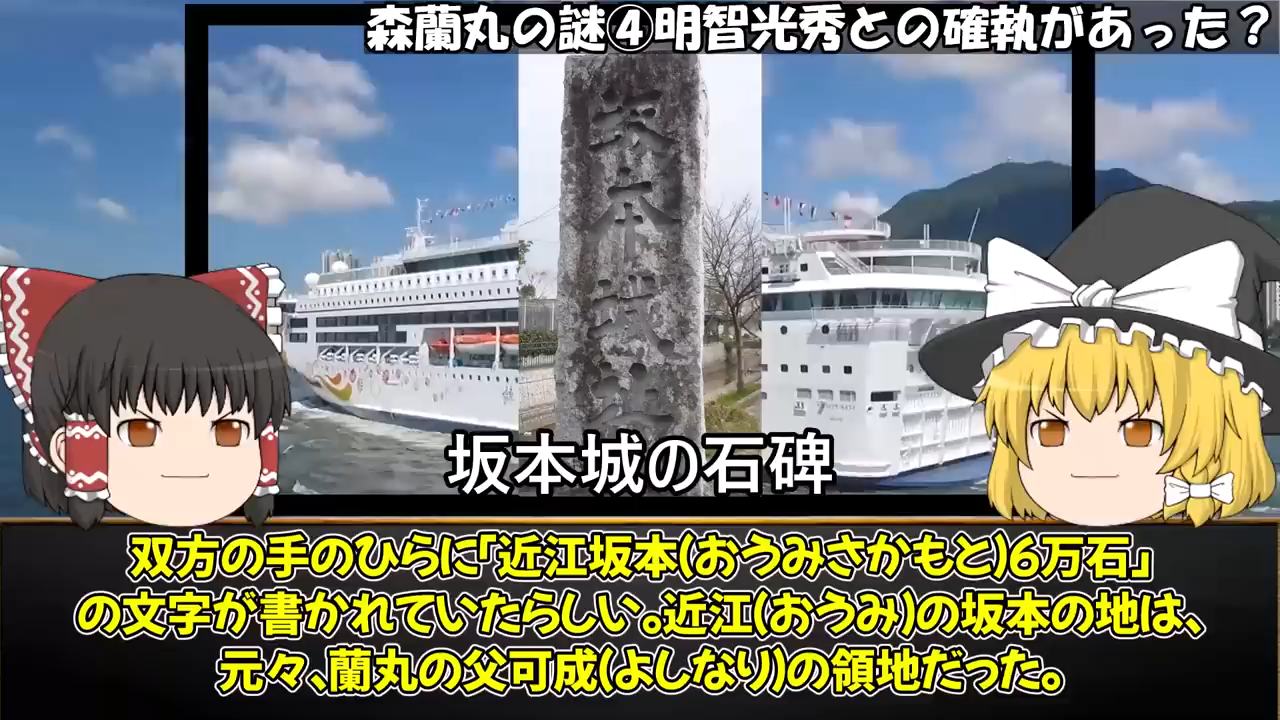 森蘭丸の謎④明智光秀との確執があった？
坂本城址
坂本城の石碑
双方の手のひらに「近江坂本(おうみさかもと)６万石」
の文字が書かれていたらしい。近江(おうみ)の坂本の地は、
元々、蘭丸の父可成(よしなり)の領地だった。